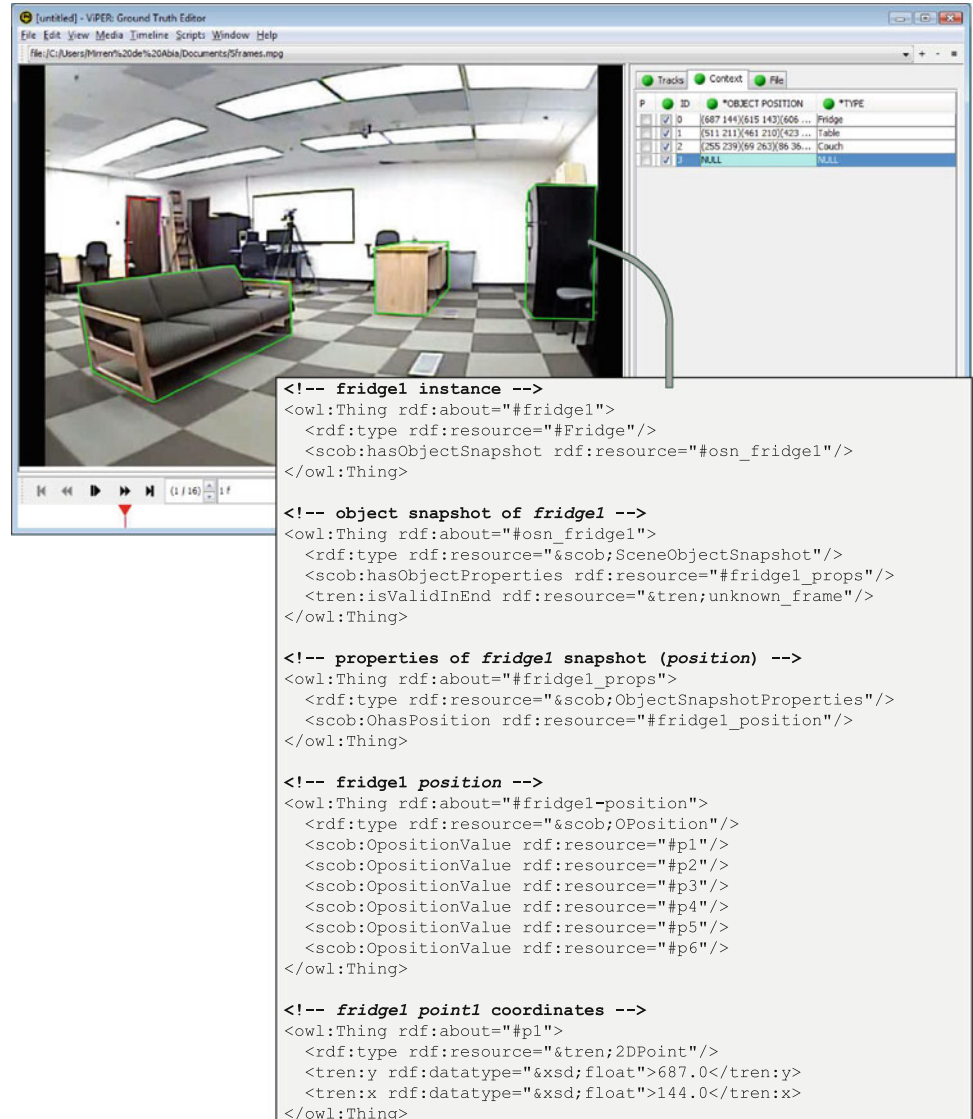 [untitled] - ViPER: Ground Truth Editor
File Edit View Media Timeline Scripts Window Help
file:/C:/Users/Mirren%20de%20Abia/Documents/5frames.mpg
Tracks Context File
P ID *OBJECT POSITION *TYPE
0 (687 144)(615 143)(606 ... Fridge
1 (511 211)(461 210)(423 ... Table
2 (255 239)(69 263)(86 36... Couch
3 NULL NULL
(1 / 16) 1 f
<!-- fridge1 instance -->
<owl:Thing rdf:about="#fridge1">
<rdf:type rdf:resource="#Fridge"/>
<scob:hasObjectSnapshot rdf:resource="#osn_fridge1"/>
</owl:Thing>
<!-- object snapshot of fridge1 -->
<owl:Thing rdf:about="#osn_fridge1">
<rdf:type rdf:resource="&scob;SceneObjectSnapshot"/>
<scob:hasObjectProperties rdf:resource="#fridge1_props"/>
<tren:isValidInEnd rdf:resource="&tren;unknown_frame"/>
</owl:Thing>
<!-- properties of fridge1 snapshot (position) -->
<owl:Thing rdf:about="#fridge1_props">
<rdf:type rdf:resource="&scob;ObjectSnapshotProperties"/>
<scob:OhasPosition rdf:resource="#fridge1_position"/>
</owl:Thing>
<!-- fridge1 position -->
<owl:Thing rdf:about="#fridge1-position">
<rdf:type rdf:resource="&scob;OPosition"/>
<scob:OpositionValue rdf:resource="#p1"/>
<scob:OpositionValue rdf:resource="#p2"/>
<scob:OpositionValue rdf:resource="#p3"/>
<scob:OpositionValue rdf:resource="#p4"/>
<scob:OpositionValue rdf:resource="#p5"/>
<scob:OpositionValue rdf:resource="#p6"/>
</owl:Thing>
<!-- fridge1 point1 coordinates -->
<owl:Thing rdf:about="#p1">
<rdf:type rdf:resource="&tren;2DPoint"/>
<tren:y rdf:datatype="&xsd;float">687.0</tren:y>
<tren:x rdf:datatype="&xsd;float">144.0</tren:x>
</owl:Thing>